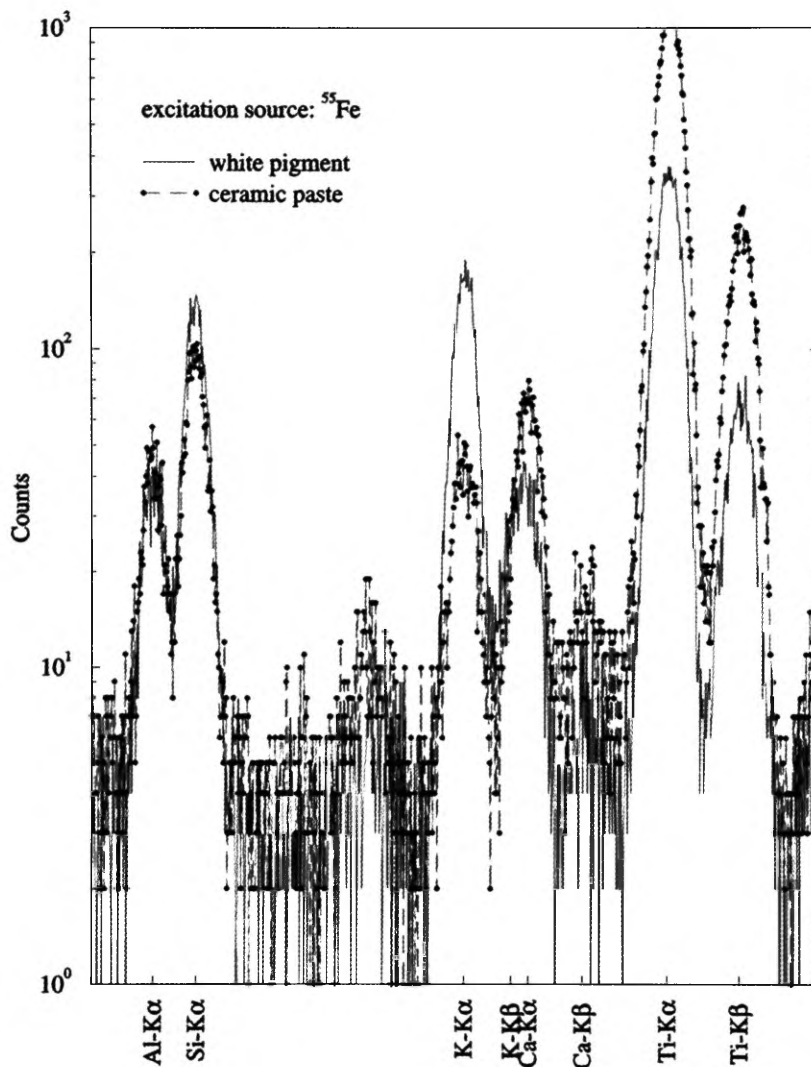 10³
excitation source: ⁵⁵Fe
white pigment
ceramic paste
10²
Counts
10¹
10⁰
Al-Kα
Si-Kα
K-Kα
K-Kβ
Ca-Kα
Ca-Kβ
Ti-Kα
Ti-Kβ